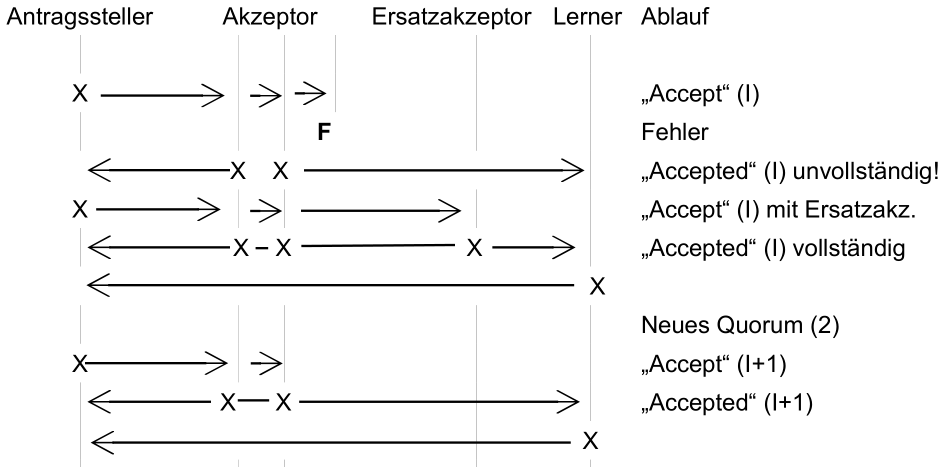 Antragssteller Akzeptor Ersatzakzeptor Lerner Ablauf
X „Accept“ (I)
F Fehler
X X „Accepted“ (I) unvollständig!
X „Accept“ (I) mit Ersatzakz.
X X X „Accepted“ (I) vollständig
X
Neues Quorum (2)
X „Accept“ (I+1)
X X „Accepted“ (I+1)
X